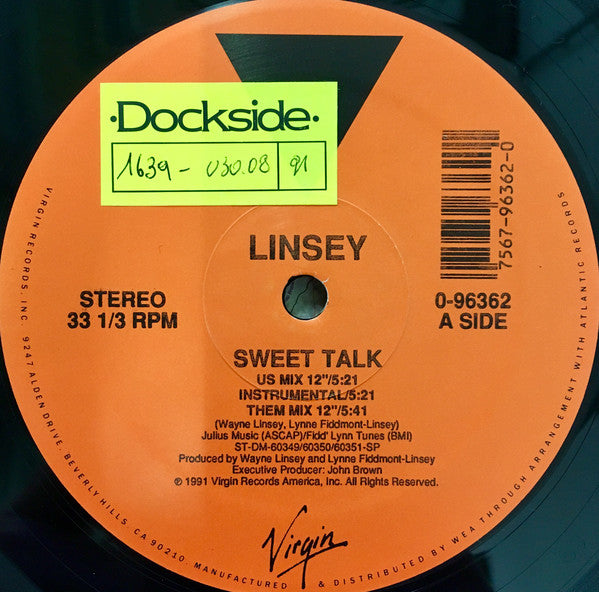 ·Dockside·
1639 - 030.08 91
7567-96362-0
LINSEY
STEREO
33 1/3 RPM
0-96362
A SIDE
SWEET TALK
US MIX 12"/5:21
INSTRUMENTAL/5:21
THEM MIX 12"/5:41
(Wayne Linsey, Lynne Fiddmont-Linsey)
Julius Music (ASCAP)/Fidd' Lynn Tunes (BMI)
ST-DM-60349/60350/60351-SP
Produced by Wayne Linsey and Lynne Fiddmont-Linsey
Executive Producer: John Brown
℗ 1991 Virgin Records America, Inc. All Rights Reserved.
Virgin
VIRGIN RECORDS, INC. 9247 ALDEN DRIVE, BEVERLY HILLS, CA 90210. MANUFACTURED & DISTRIBUTED BY WEA THROUGH ARRANGEMENT WITH ATLANTIC RECORDS